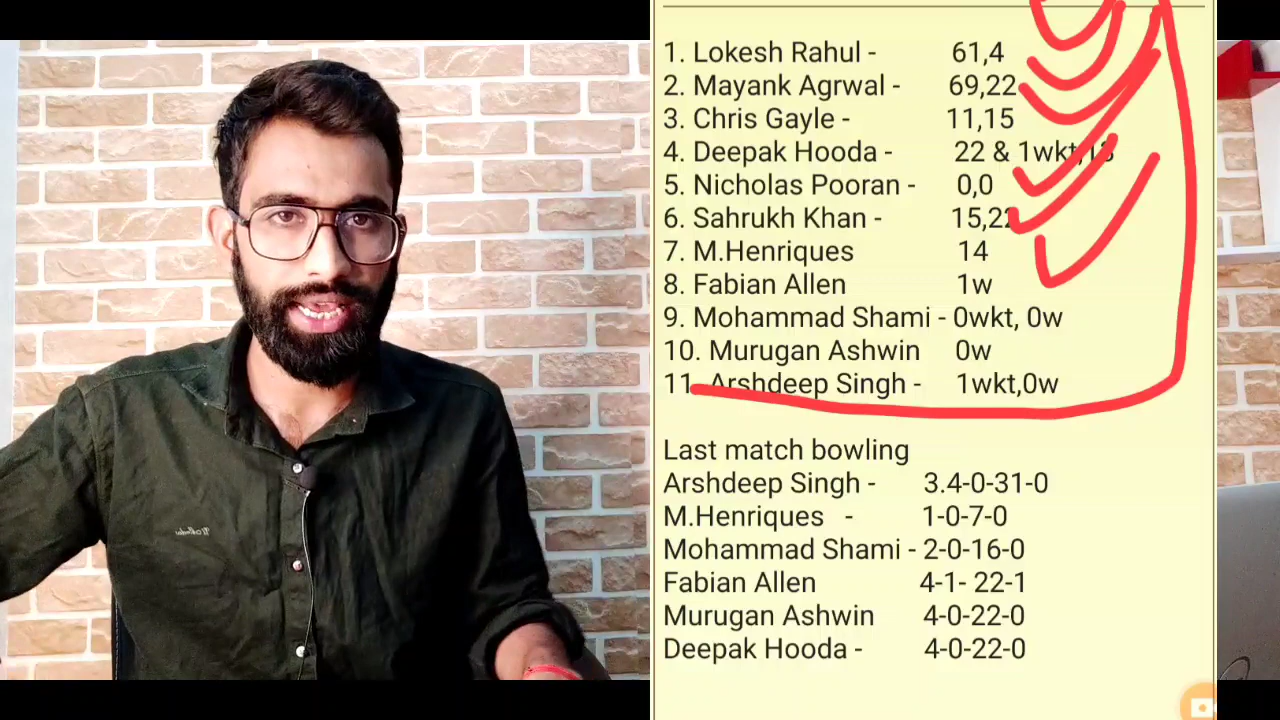 1. Lokesh Rahul - 61,4
2. Mayank Agrwal - 69,22
3. Chris Gayle - 11,15
4. Deepak Hooda - 22 & 1wkt,13
5. Nicholas Pooran - 0,0
6. Sahrukh Khan - 15,22
7. M.Henriques 14
8. Fabian Allen 1w
9. Mohammad Shami - 0wkt, 0w
10. Murugan Ashwin 0w
11. Arshdeep Singh - 1wkt,0w
Last match bowling
Arshdeep Singh - 3.4-0-31-0
M.Henriques - 1-0-7-0
Mohammad Shami - 2-0-16-0
Fabian Allen 4-1- 22-1
Murugan Ashwin 4-0-22-0
Deepak Hooda - 4-0-22-0